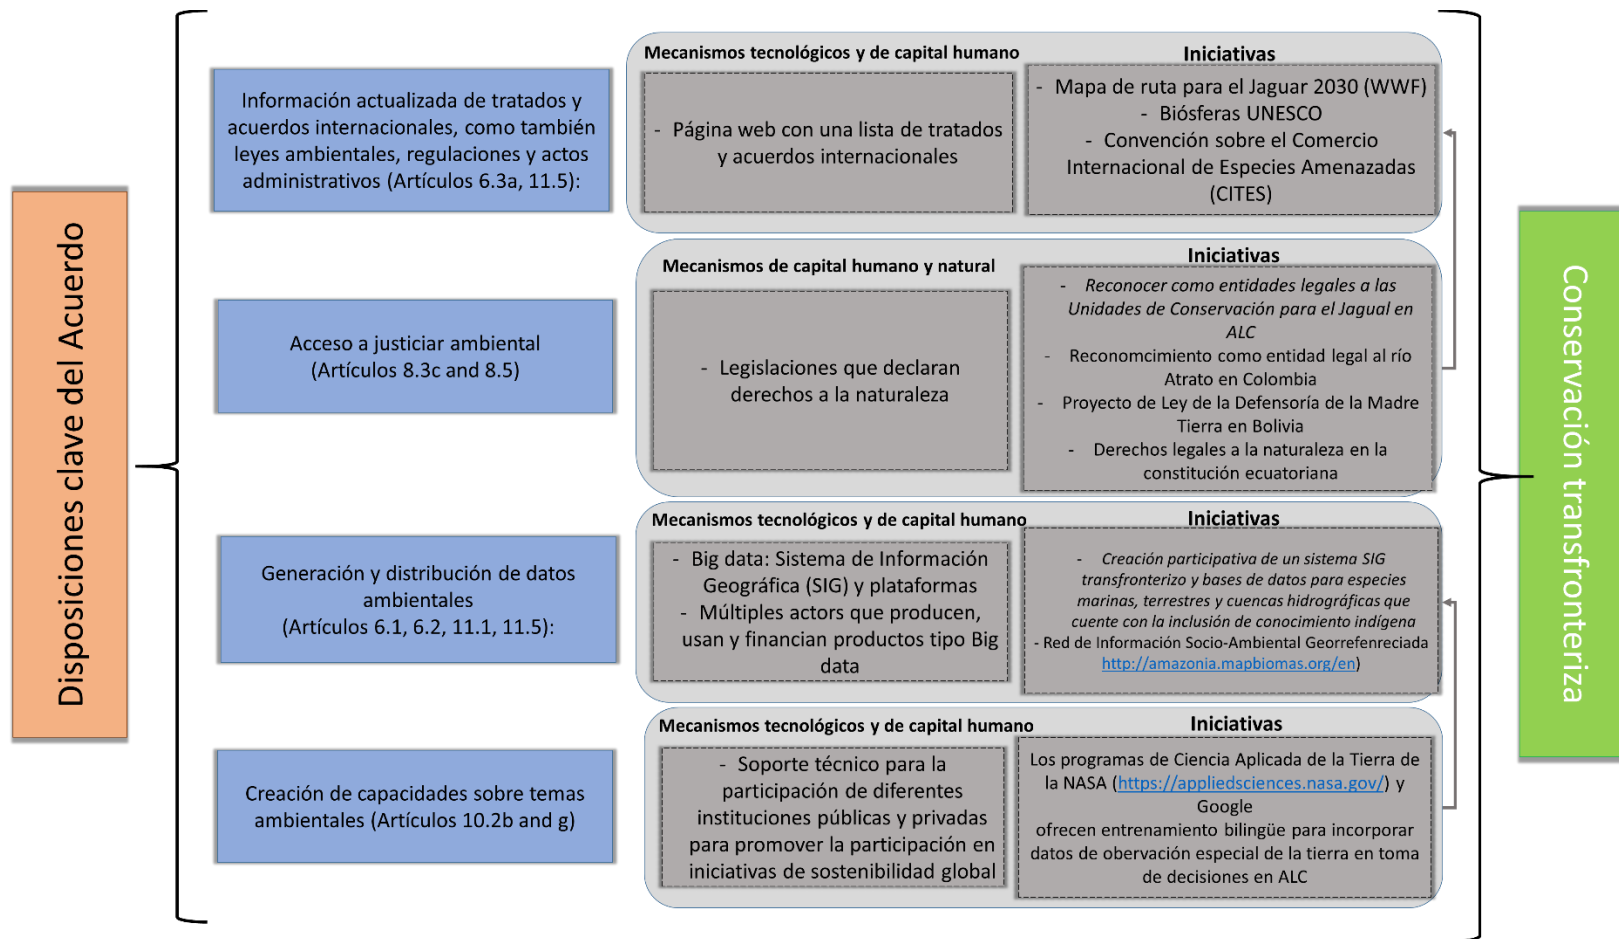 Disposiciones clave del Acuerdo
Información actualizada de tratados y
acuerdos internacionales, como también
leyes ambientales, regulaciones y actos
administrativos (Artículos 6.3a, 11.5):
Mecanismos tecnológicos y de capital humano
- Página web con una lista de tratados
y acuerdos internacionales
Iniciativas
- Mapa de ruta para el Jaguar 2030 (WWF)
- Biósferas UNESCO
- Convención sobre el Comercio
Internacional de Especies Amenazadas
(CITES)
Acceso a justiciar ambiental
(Artículos 8.3c and 8.5)
Mecanismos de capital humano y natural
- Legislaciones que declaran
derechos a la naturaleza
Iniciativas
- Reconocer como entidades legales a las
Unidades de Conservación para el Jagual en
ALC
- Reconomcimiento como entidad legal al río
Atrato en Colombia
- Proyecto de Ley de la Defensoría de la Madre
Tierra en Bolivia
- Derechos legales a la naturaleza en la
constitución ecuatoriana
Generación y distribución de datos
ambientales
(Artículos 6.1, 6.2, 11.1, 11.5):
Mecanismos tecnológicos y de capital humano
- Big data: Sistema de Información
Geográfica (SIG) y plataformas
- Múltiples actors que producen,
usan y financian productos tipo Big
data
Iniciativas
- Creación participativa de un sistema SIG
transfronterizo y bases de datos para especies
marinas, terrestres y cuencas hidrográficas que
cuente con la inclusión de conocimiento indígena
- Red de Información Socio-Ambiental Georrefenreciada
http://amazonia.mapbiomas.org/en)
Creación de capacidades sobre temas
ambientales (Artículos 10.2b and g)
Mecanismos tecnológicos y de capital humano
- Soporte técnico para la
participación de diferentes
instituciones públicas y privadas
para promover la participación en
iniciativas de sostenibilidad global
Iniciativas
Los programas de Ciencia Aplicada de la Tierra de
la NASA (https://appliedsciences.nasa.gov/) y
Google
ofrecen entrenamiento bilingüe para incorporar
datos de obervación especial de la tierra en toma
de decisiones en ALC
Conservación transfronteriza